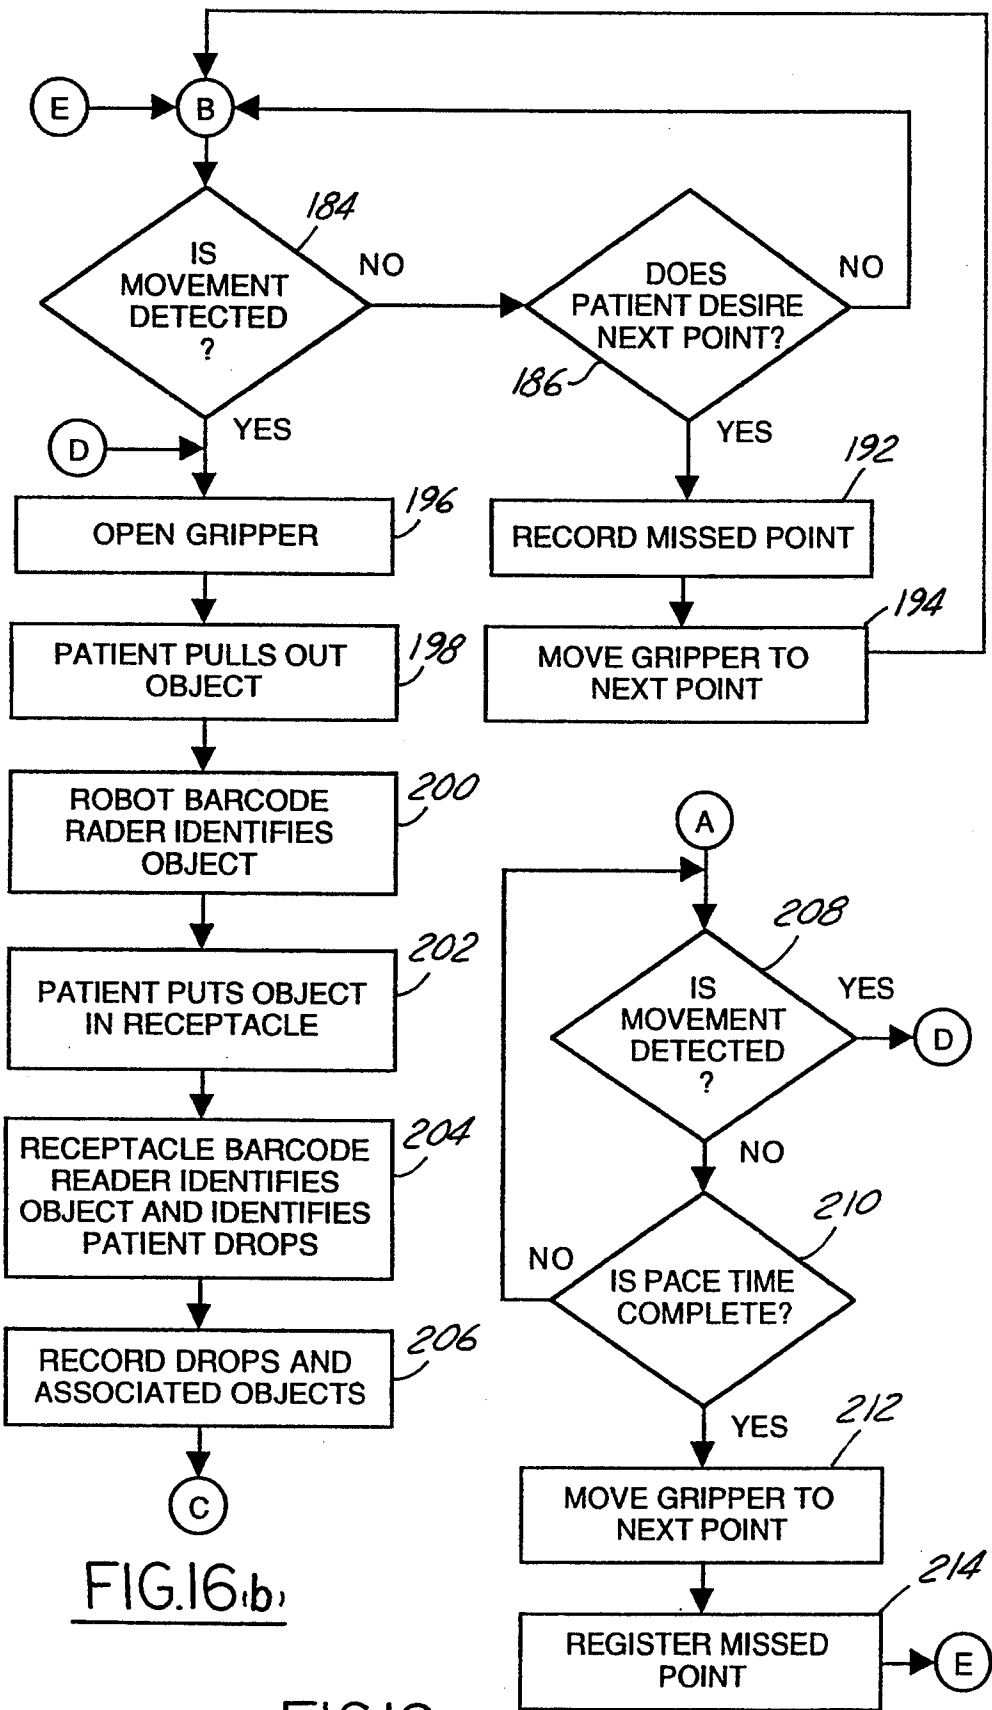 E
B
184
IS
MOVEMENT
DETECTED
?
NO
DOES
PATIENT DESIRE
NEXT POINT?
NO
186
YES
D
YES
192
196
OPEN GRIPPER
RECORD MISSED POINT
194
198
PATIENT PULLS OUT
OBJECT
MOVE GRIPPER TO
NEXT POINT
200
ROBOT BARCODE
RADER IDENTIFIES
OBJECT
202
PATIENT PUTS OBJECT
IN RECEPTACLE
204
RECEPTACLE BARCODE
READER IDENTIFIES
OBJECT AND IDENTIFIES
PATIENT DROPS
206
RECORD DROPS AND
ASSOCIATED OBJECTS
C
FIG.16(b)
A
208
IS
MOVEMENT
DETECTED
?
YES
D
NO
210
NO
IS PACE TIME
COMPLETE?
YES
212
MOVE GRIPPER TO
NEXT POINT
214
REGISTER MISSED
POINT
E